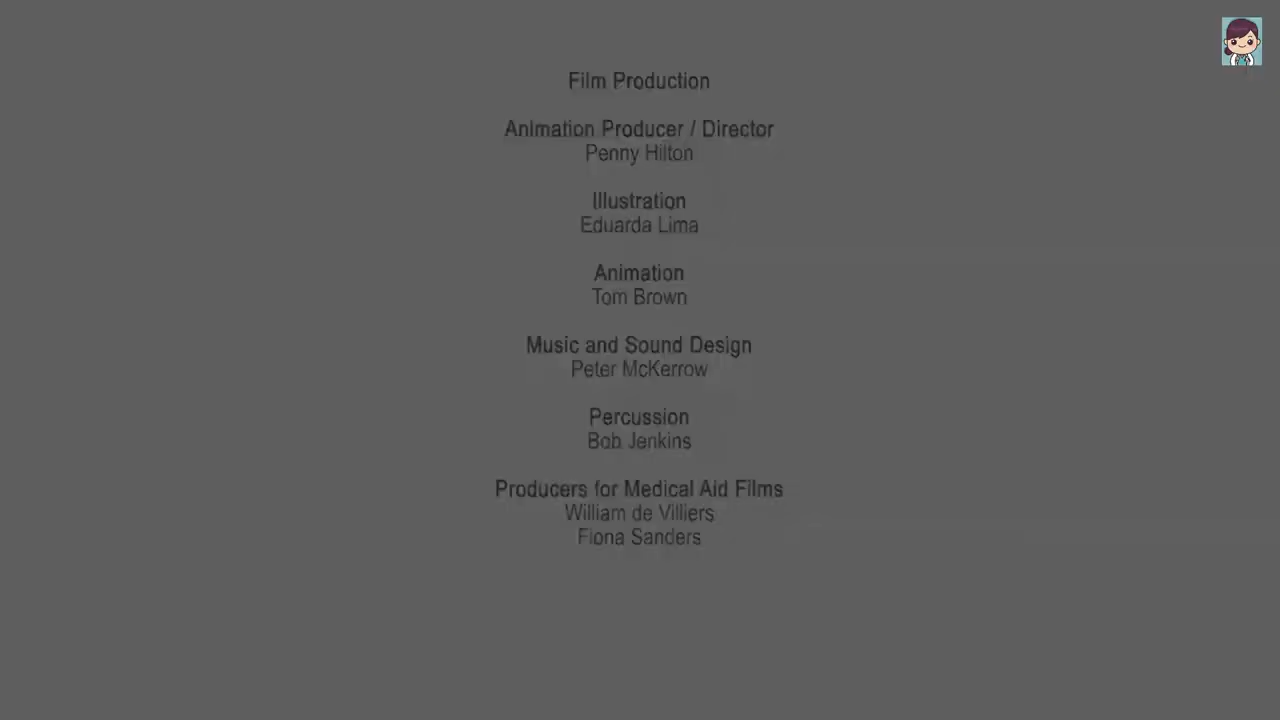 Film Production
Animation Producer / Director
Penny Hilton
Illustration
Eduarda Lima
Animation
Tom Brown
Music and Sound Design
Peter McKerrow
Percussion
Bob Jenkins
Producers for Medical Aid Films
William de Villiers
Fiona Sanders